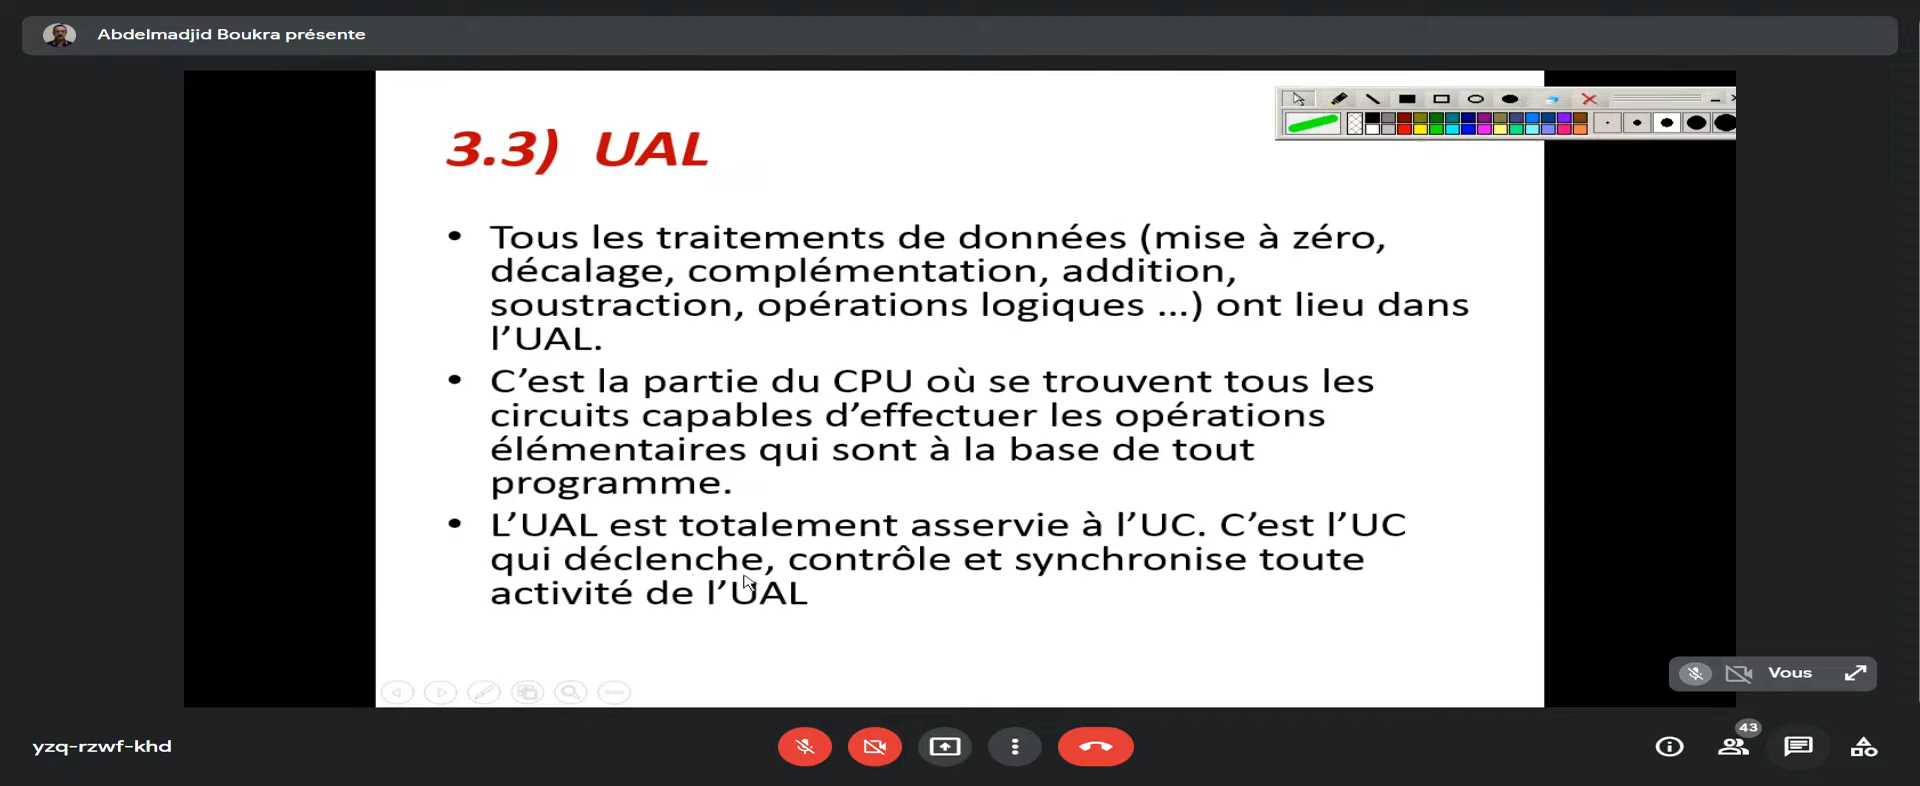 Abdelmadjid Boukra présente
3.3) UAL
• Tous les traitements de données (mise à zéro,
décalage, complémentation, addition,
soustraction, opérations logiques ...) ont lieu dans
l’UAL.
• C’est la partie du CPU où se trouvent tous les
circuits capables d’effectuer les opérations
élémentaires qui sont à la base de tout
programme.
• L’UAL est totalement asservie à l’UC. C’est l’UC
qui déclenche, contrôle et synchronise toute
activité de l’UAL
Vous
yzq-rzwf-khd
43